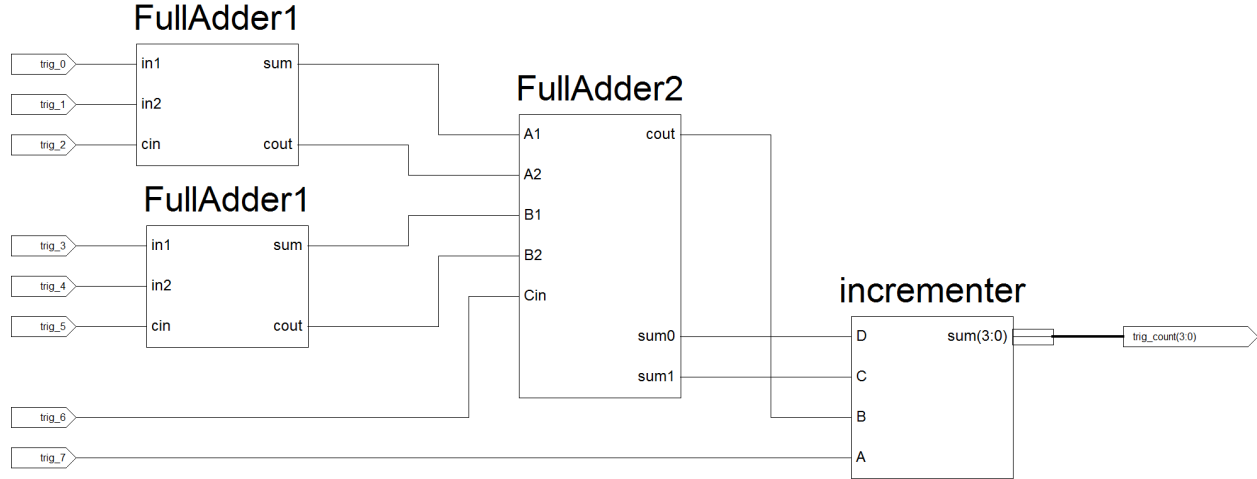 FullAdder1
trig_0
in1
sum
trig_1
in2
trig_2
cin
cout
FullAdder1
trig_3
in1
sum
trig_4
in2
trig_5
cin
cout
FullAdder2
A1
cout
A2
B1
B2
Cin
sum0
sum1
trig_6
trig_7
incrementer
D
sum(3:0)
C
B
A
trig_count(3:0)